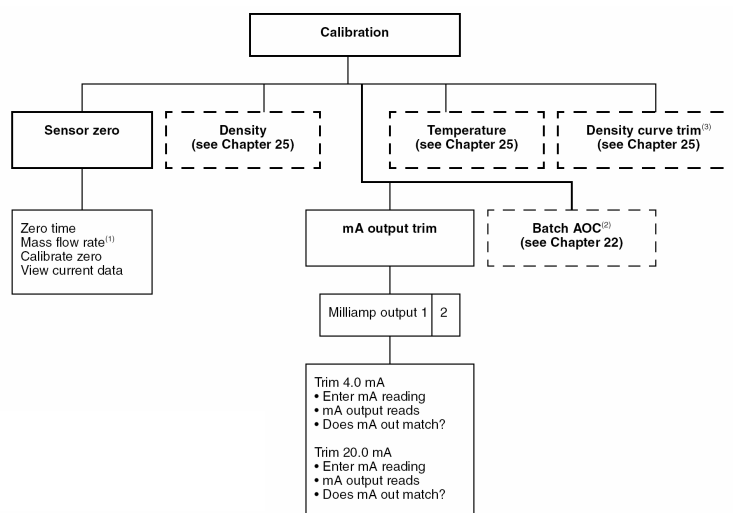 Calibration
Sensor zero
Density
(see Chapter 25)
Temperature
(see Chapter 25)
Density curve trim(3)
(see Chapter 25)
Zero time
Mass flow rate(1)
Calibrate zero
View current data
mA output trim
Batch AOC(2)
(see Chapter 22)
Milliamp output 1 2
Trim 4.0 mA
• Enter mA reading
• mA output reads
• Does mA out match?
Trim 20.0 mA
• Enter mA reading
• mA output reads
• Does mA out match?